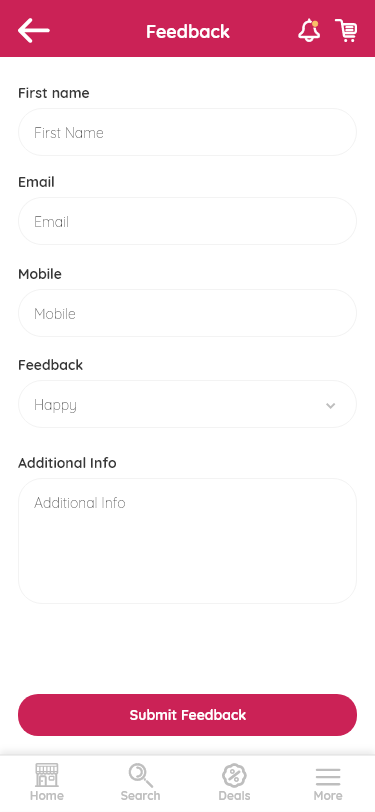 Feedback
First name
First Name
Email
Email
Mobile
Mobile
Feedback
Happy
Additional Info
Additional Info
Submit Feedback
Home Search Deals More